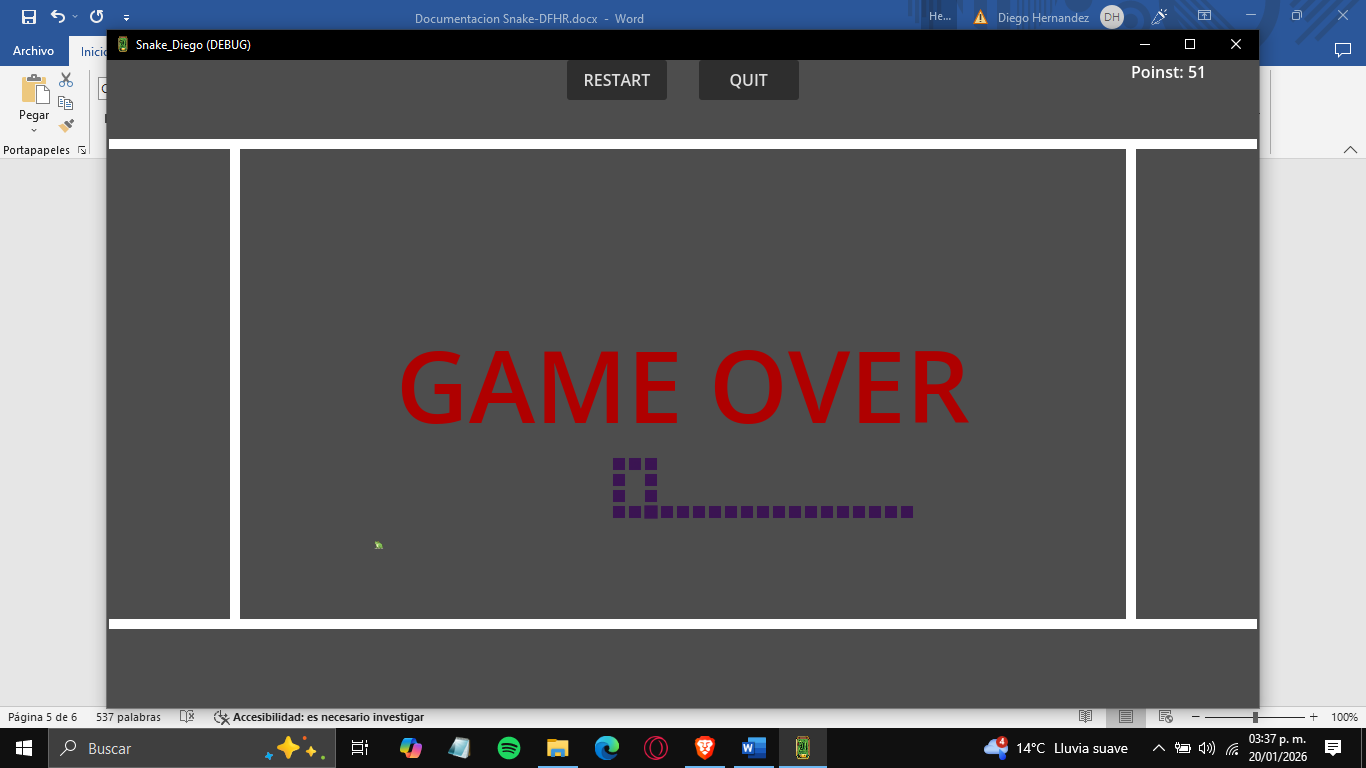 Documentacion Snake-DFHR.docx - Word
He...
Diego Hernandez
DH
Archivo
Inicio
Snake_Diego (DEBUG)
RESTART
QUIT
Poinst: 51
Pegar
Portapapeles
GAME OVER
Página 5 de 6
537 palabras
Accesibilidad: es necesario investigar
100%
Buscar
4
14°C Lluvia suave
03:37 p. m.
20/01/2026